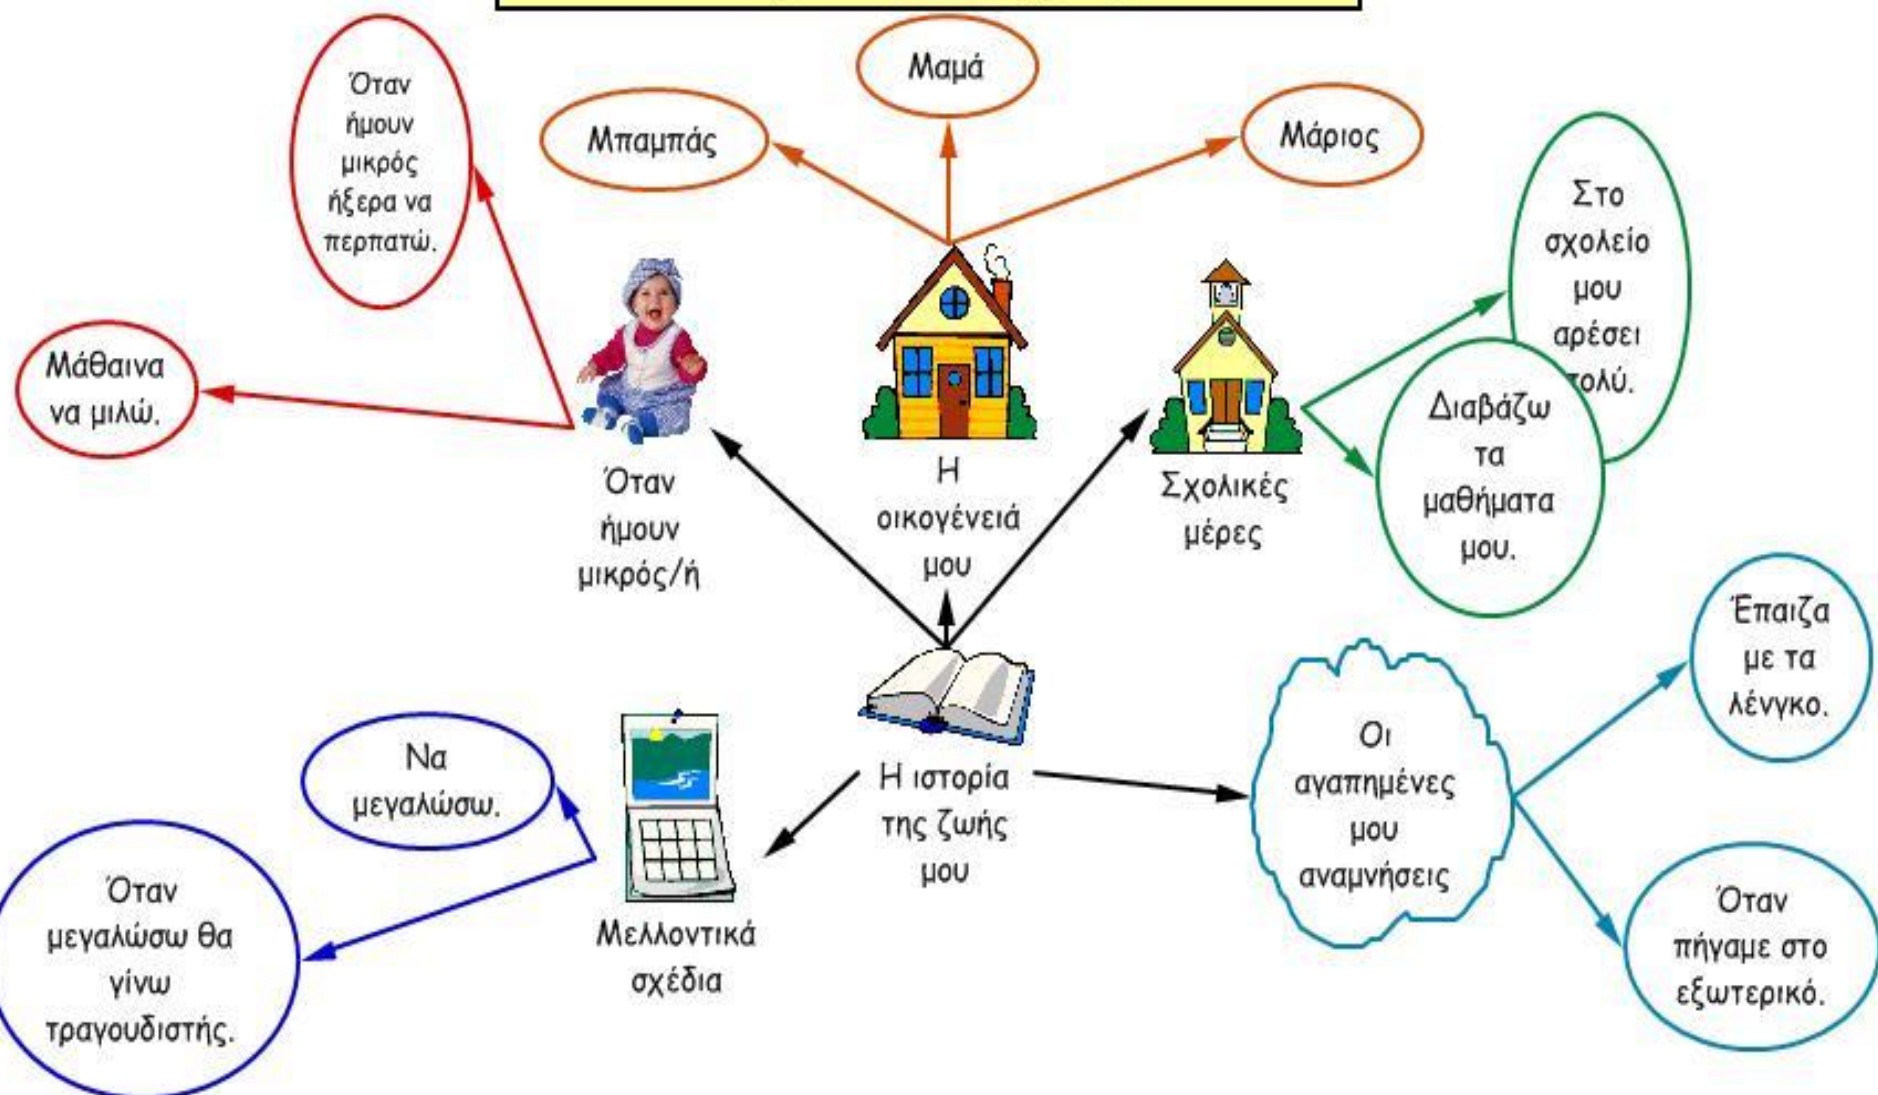 Όταν
ήμουν
μικρός
ήξερα να
περπατώ.
Μπαμπάς
Μαμά
Μάριος
Στο
σχολείο
μου
αρέσει
πολύ.
Μάθαινα
να μιλώ.
Διαβάζω
τα
μαθήματα
μου.
Όταν
ήμουν
μικρός/ή
Η
οικογένειά
μου
Σχολικές
μέρες
Έπαιζα
με τα
λένγκο.
Να
μεγαλώσω.
Η ιστορία
της ζωής
μου
Οι
αγαπημένες
μου
αναμνήσεις
Όταν
μεγαλώσω θα
γίνω
τραγουδιστής.
Μελλοντικά
σχέδια
Όταν
πήγαμε στο
εξωτερικό.